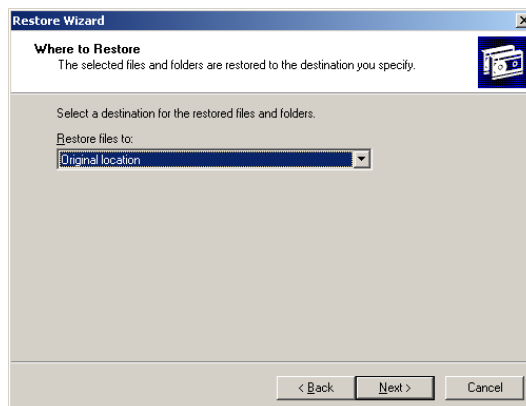 Restore Wizard
Where to Restore
The selected files and folders are restored to the destination you specify.
Select a destination for the restored files and folders.
Restore files to:
Original location
< Back
Next >
Cancel